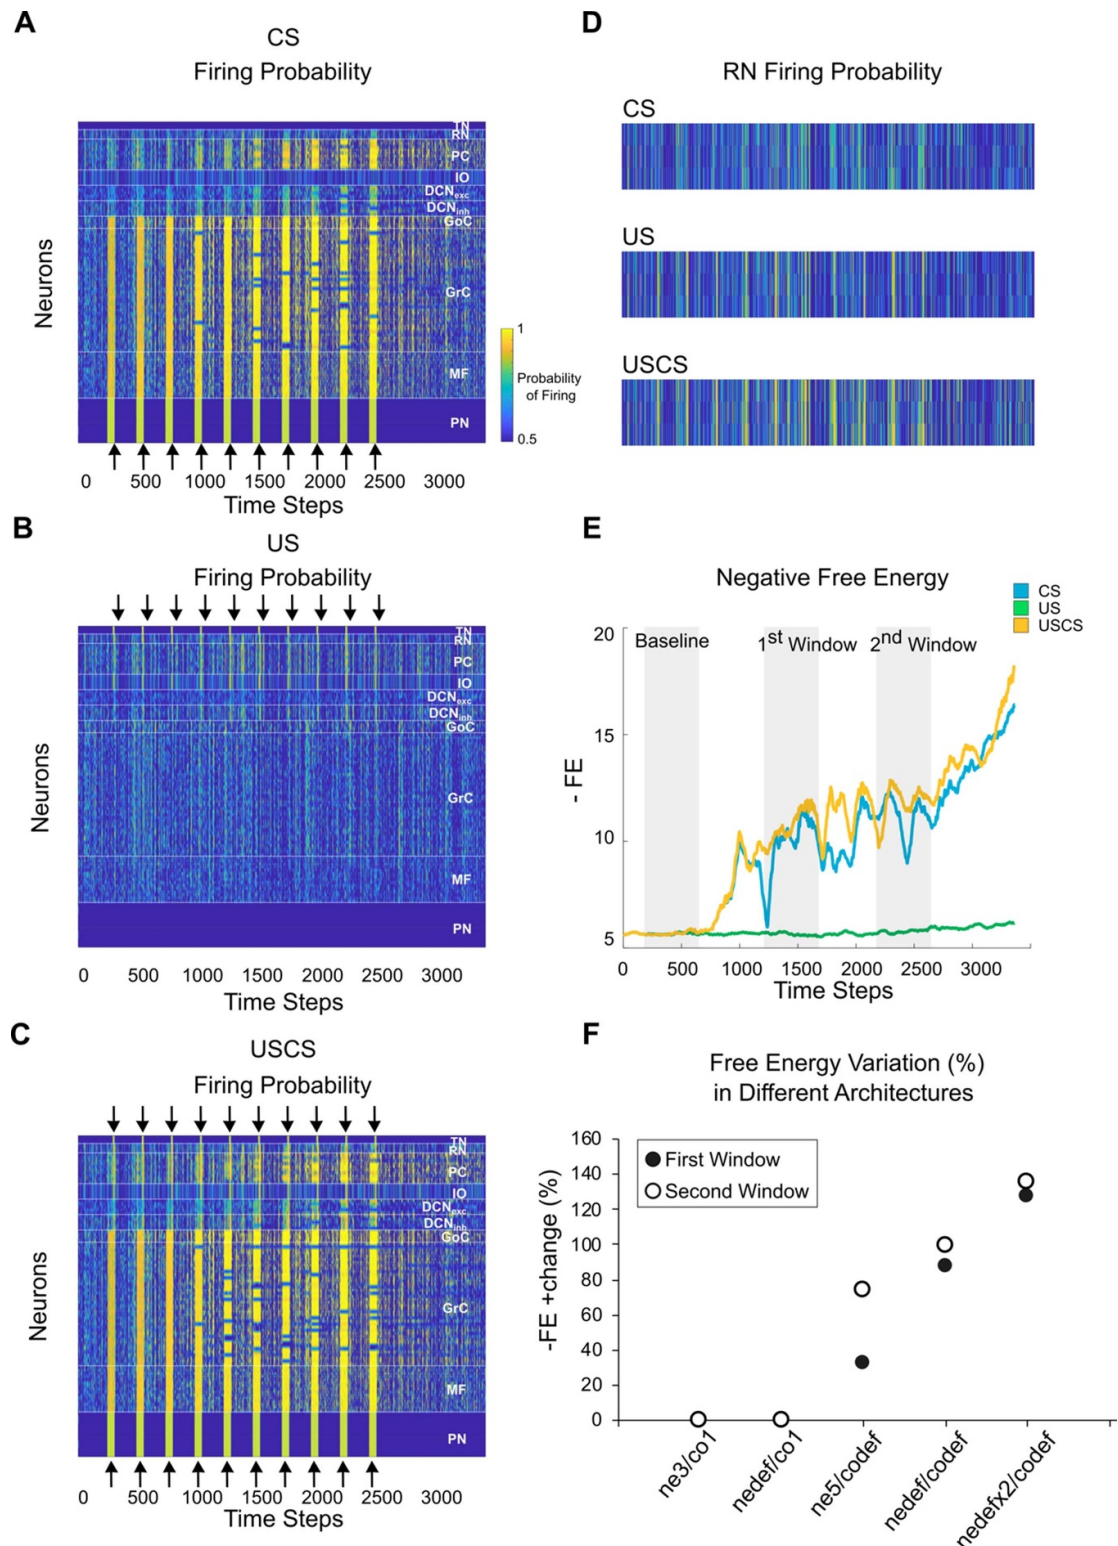 A
CS
Firing Probability
TN
RN
PC
IO
DCNexc
DCNinh
GoC
GrC
MF
PN
Neurons
1
Probability
of Firing
0.5
0 500 1000 1500 2000 2500 3000
Time Steps
B
US
Firing Probability
TN
RN
PC
IO
DCNexc
DCNinh
GoC
GrC
MF
PN
Neurons
0 500 1000 1500 2000 2500 3000
Time Steps
C
USCS
Firing Probability
TN
RN
PC
IO
DCNexc
DCNinh
GoC
GrC
MF
PN
Neurons
0 500 1000 1500 2000 2500 3000
Time Steps
D
RN Firing Probability
CS
US
USCS
E
Negative Free Energy
CS
US
USCS
20
15
10
5
- FE
Baseline
1st Window
2nd Window
0 500 1000 1500 2000 2500 3000
Time Steps
F
Free Energy Variation (%)
in Different Architectures
160
140
120
100
80
60
40
20
0
-FE +change (%)
First Window
Second Window
ne3/co1
nedef/co1
ne5/codef
nedef/codef
nedefx2/codef